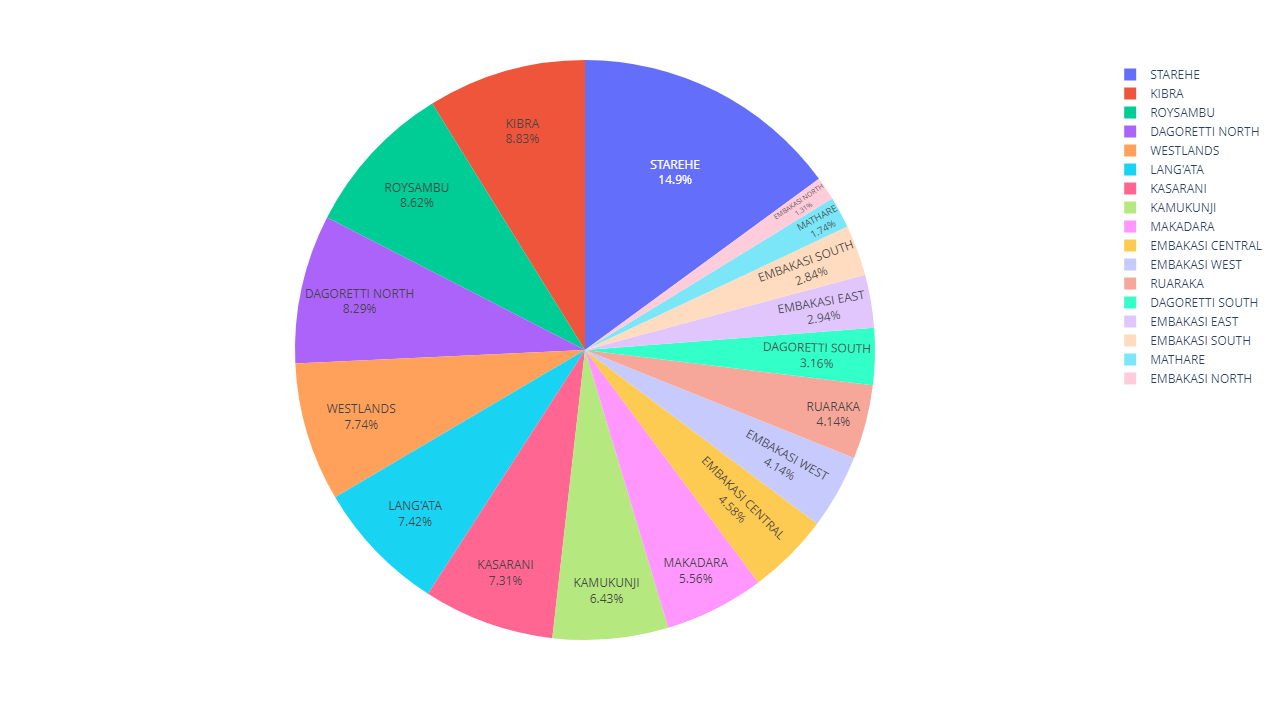 STAREHE
14.9%
KIBRA
8.83%
ROYSAMBU
8.62%
DAGORETTI NORTH
8.29%
WESTLANDS
7.74%
LANG'ATA
7.42%
KASARANI
7.31%
KAMUKUNJI
6.43%
MAKADARA
5.56%
EMBAKASI CENTRAL
4.58%
EMBAKASI WEST
4.14%
RUARAKA
4.14%
DAGORETTI SOUTH
3.16%
EMBAKASI EAST
2.94%
EMBAKASI SOUTH
2.84%
MATHARE
1.74%
EMBAKASI NORTH
1.31%
STAREHE
KIBRA
ROYSAMBU
DAGORETTI NORTH
WESTLANDS
LANG'ATA
KASARANI
KAMUKUNJI
MAKADARA
EMBAKASI CENTRAL
EMBAKASI WEST
RUARAKA
DAGORETTI SOUTH
EMBAKASI EAST
EMBAKASI SOUTH
MATHARE
EMBAKASI NORTH